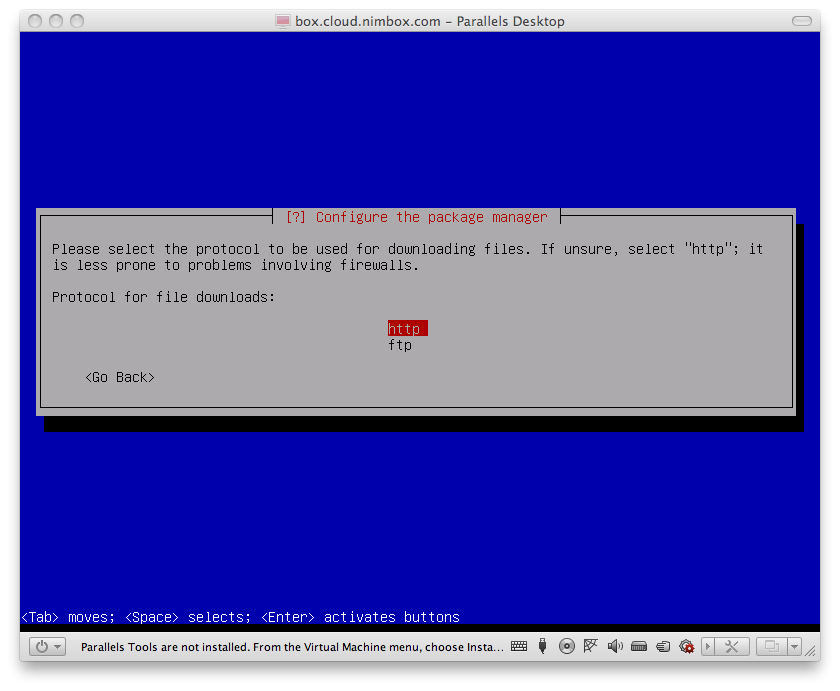 box.cloud.nimbox.com – Parallels Desktop
[?] Configure the package manager
Please select the protocol to be used for downloading files. If unsure, select "http"; it
is less prone to problems involving firewalls.
Protocol for file downloads:
http
ftp
<Go Back>
<Tab> moves; <Space> selects; <Enter> activates buttons
Parallels Tools are not installed. From the Virtual Machine menu, choose Insta...